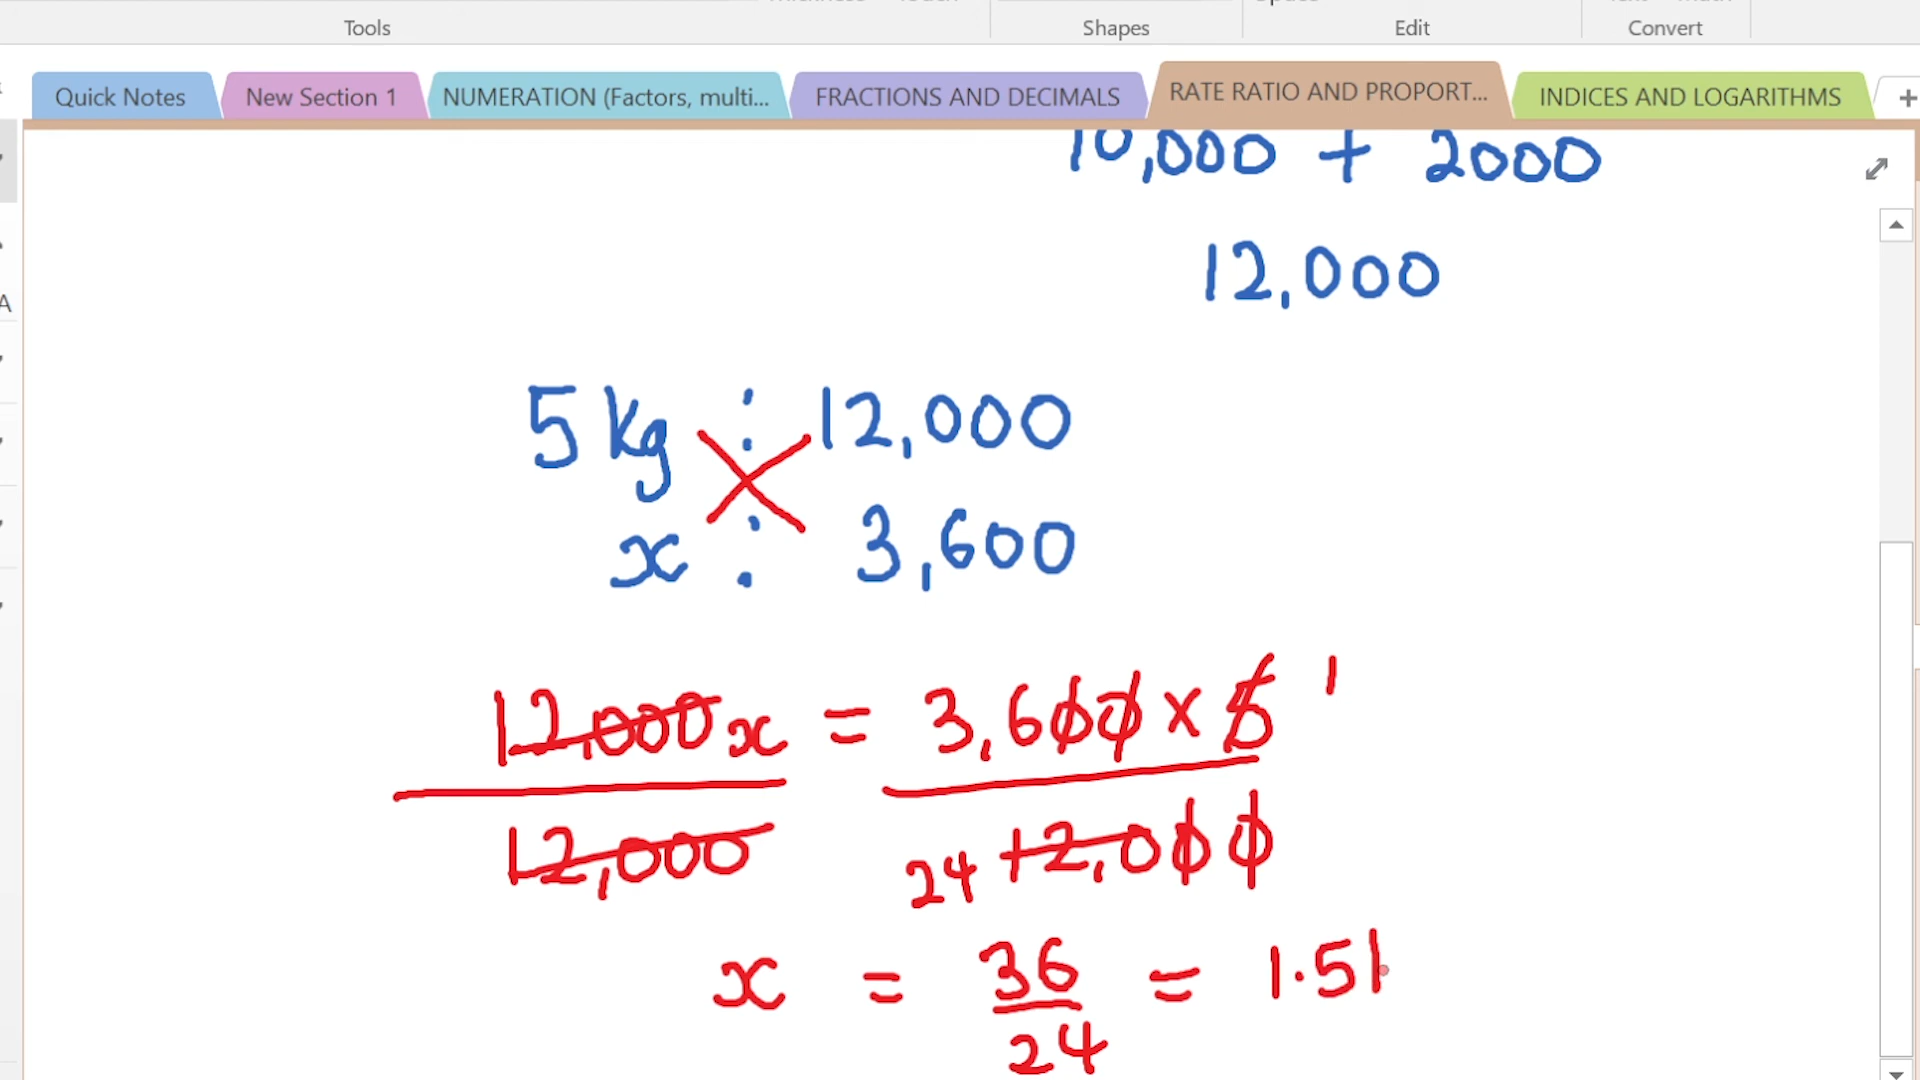 Tools Shapes Edit Convert
Quick Notes New Section 1 NUMERATION (Factors, multi... FRACTIONS AND DECIMALS RATE RATIO AND PROPORT... INDICES AND LOGARITHMS +
10,000 + 2000
12,000
5kg : 12,000
x : 3,600
12,000x = 3,600 x 5 1
12,000 24 12,000
x = 36 = 1.51
24